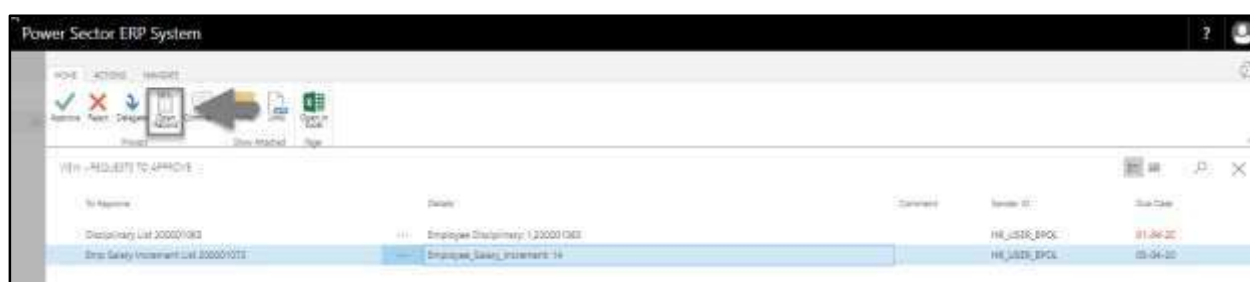 Power Sector ERP System
?
HOME ACTIONS NAVIGATE
Approve Reject Delegate Open Record Open in Excel
Process Show Attached Page
VIEW - REQUESTS TO APPROVE
To Approve Details Comment Sender ID Due Date
Disciplinary List 200001063 Employee Disciplinary: 1,200001063 HR_USER_BPDL 01-04-20
Emp Salary Increment List 200001073 Employee_Salary_Increment: 14 HR_USER_BPDL 05-04-20